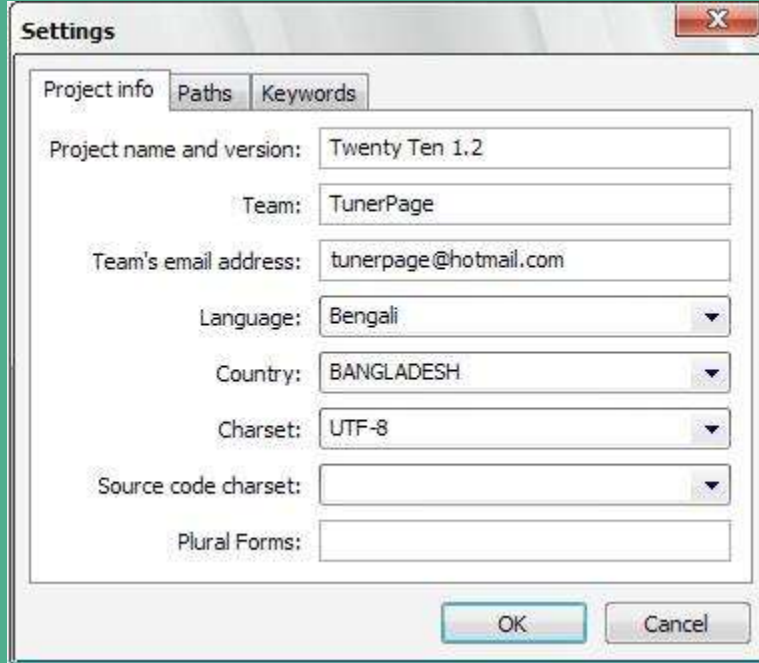 Settings
Project info Paths Keywords
Project name and version: Twenty Ten 1.2
Team: TunerPage
Team's email address: tunerpage@hotmail.com
Language: Bengali
Country: BANGLADESH
Charset: UTF-8
Source code charset:
Plural Forms:
OK Cancel